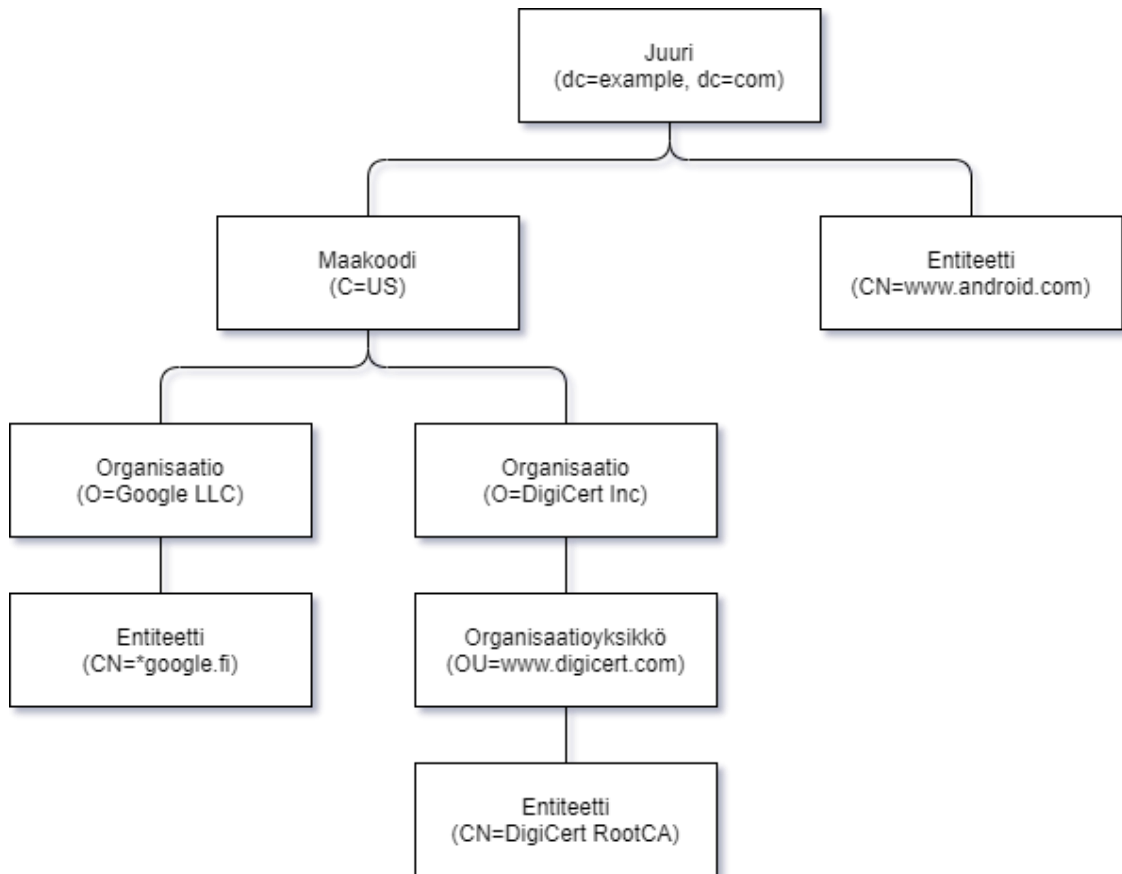 Juuri
(dc=example, dc=com)
Maakoodi
(C=US)
Entiteetti
(CN=www.android.com)
Organisaatio
(O=Google LLC)
Organisaatio
(O=DigiCert Inc)
Entiteetti
(CN=*google.fi)
Organisaatioyksikkö
(OU=www.digicert.com)
Entiteetti
(CN=DigiCert RootCA)